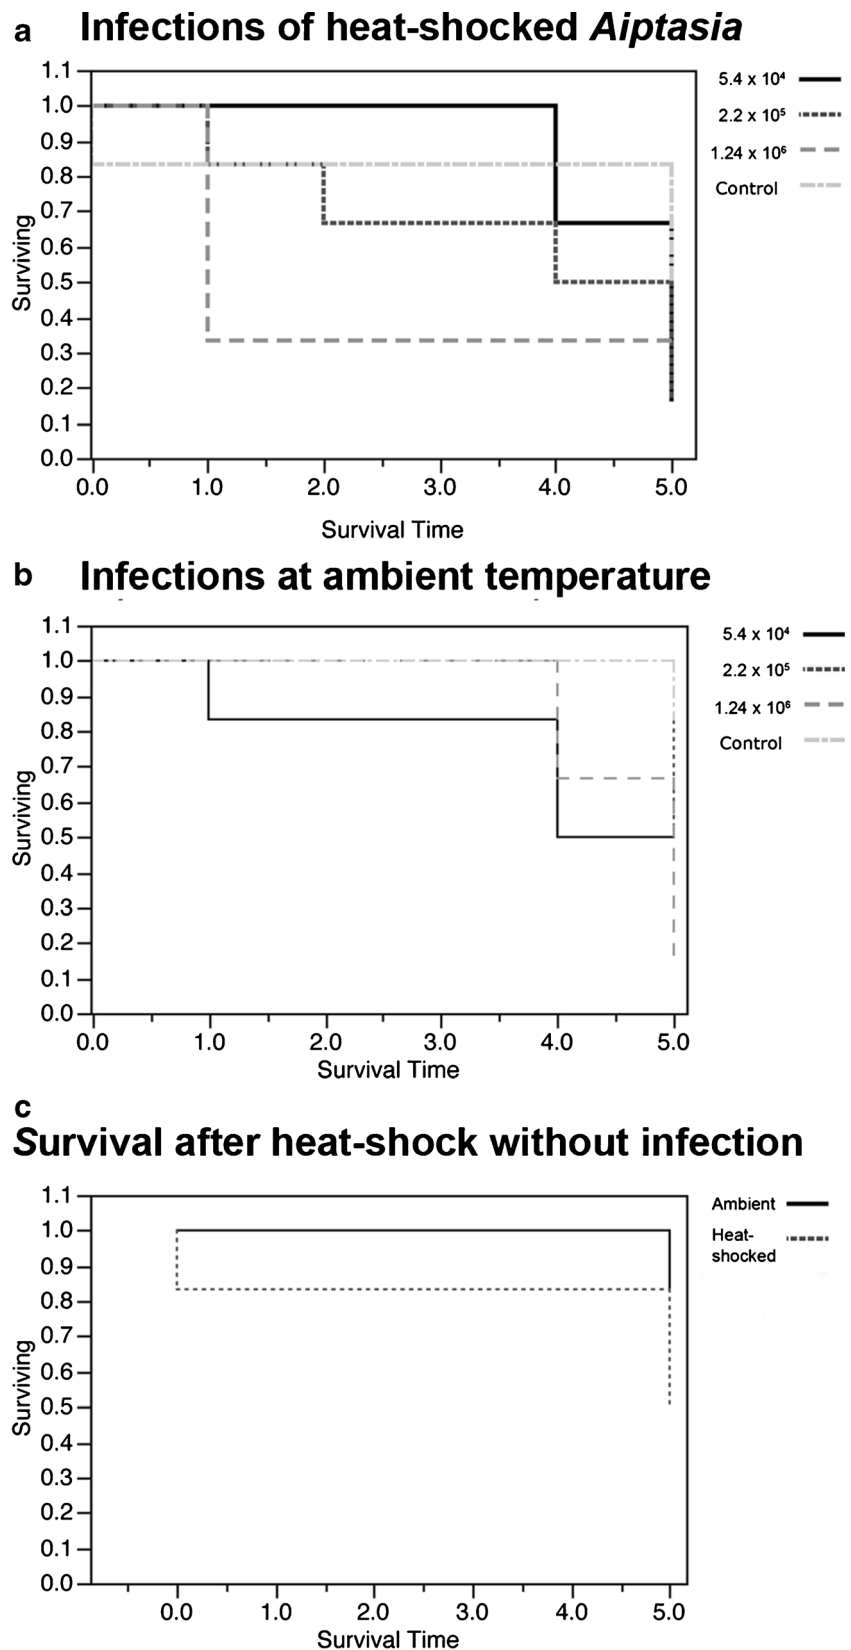 a Infections of heat-shocked Aiptasia
1.1
1.0
0.9
0.8
0.7
0.6
0.5
0.4
0.3
0.2
0.1
0.0
Surviving
0.0 1.0 2.0 3.0 4.0 5.0
Survival Time
5.4 x 10⁴
2.2 x 10⁵
1.24 x 10⁶
Control
b Infections at ambient temperature
1.1
1.0
0.9
0.8
0.7
0.6
0.5
0.4
0.3
0.2
0.1
0.0
Surviving
0.0 1.0 2.0 3.0 4.0 5.0
Survival Time
5.4 x 10⁴
2.2 x 10⁵
1.24 x 10⁶
Control
c
Survival after heat-shock without infection
1.1
1.0
0.9
0.8
0.7
0.6
0.5
0.4
0.3
0.2
0.1
0.0
Surviving
0.0 1.0 2.0 3.0 4.0 5.0
Survival Time
Ambient
Heat-
shocked